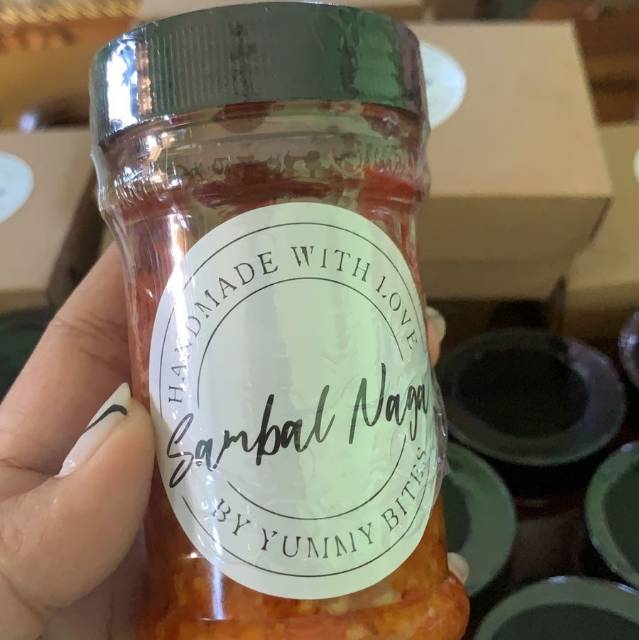 HANDMADE WITH LOVE
Sambal Naga
BY YUMMY BITES